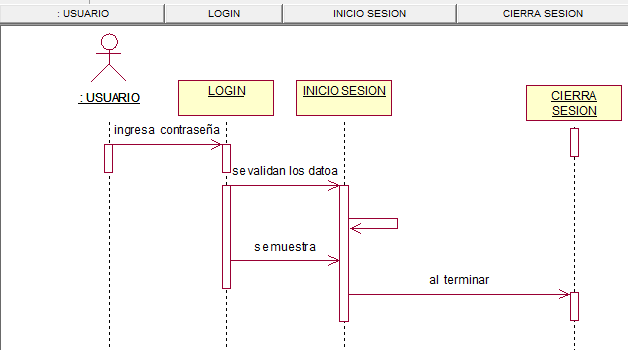 : USUARIO
LOGIN
INICIO SESION
CIERRA SESION
: USUARIO
LOGIN
INICIO SESION
CIERRA
SESION
ingresa contraseña
se validan los datoa
se muestra
al terminar